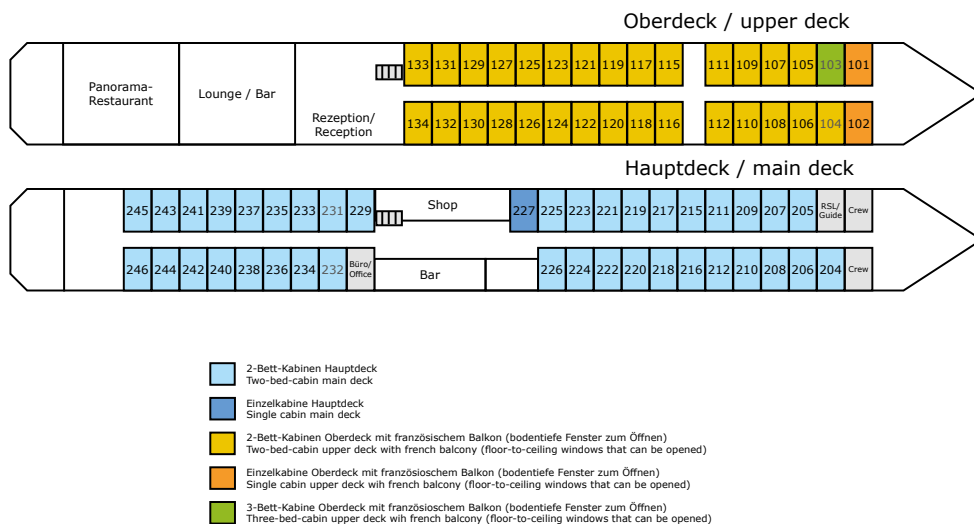 Oberdeck / upper deck
133 131 129 127 125 123 121 119 117 115 111 109 107 105 103 101
Panorama-
Restaurant
Lounge / Bar
Rezeption/
Reception
134 132 130 128 126 124 122 120 118 116 112 110 108 106 104 102
Hauptdeck / main deck
245 243 241 239 237 235 233 231 229 Shop 227 225 223 221 219 217 215 211 209 207 205 RSL/ Crew
Guide
246 244 242 240 238 236 234 232 Büro/ Bar 226 224 222 220 218 216 212 210 208 206 204 Crew
Office
2-Bett-Kabinen Hauptdeck
Two-bed-cabin main deck
Einzelkabine Hauptdeck
Single cabin main deck
2-Bett-Kabinen Oberdeck mit französischem Balkon (bodentiefe Fenster zum Öffnen)
Two-bed-cabin upper deck with french balcony (floor-to-ceiling windows that can be opened)
Einzelkabine Oberdeck mit französioschem Balkon (bodentiefe Fenster zum Öffnen)
Single cabin upper deck wih french balcony (floor-to-ceiling windows that can be opened)
3-Bett-Kabine Oberdeck mit französioschem Balkon (bodentiefe Fenster zum Öffnen)
Three-bed-cabin upper deck wih french balcony (floor-to-ceiling windows that can be opened)